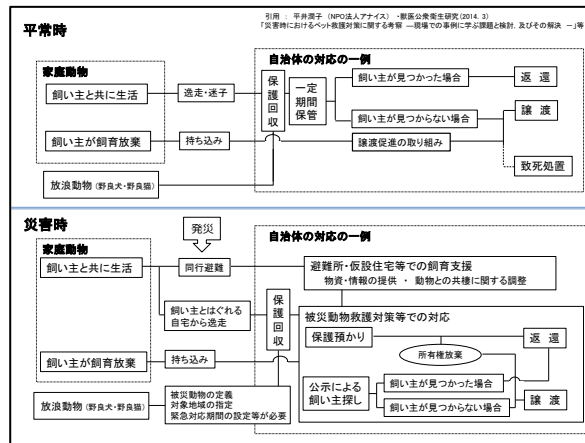 引用 ： 平井潤子（NPO法人アナイス）・獣医公衆衛生研究（2014.3）
「災害時におけるペット救護対策に関する考察 ―現場での事例に学ぶ課題と検討、及びその解決 ―」等
平常時
自治体の対応の一例
家庭動物
飼い主と共に生活
逸走・迷子
保護回収
一定期間保管
飼い主が見つかった場合
返 還
飼い主が見つからない場合
譲 渡
飼い主が飼育放棄
持ち込み
譲渡促進の取り組み
致死処置
放浪動物（野良犬・野良猫）
災害時
発災
自治体の対応の一例
家庭動物
飼い主と共に生活
同行避難
避難所・仮設住宅等での飼育支援
物資・情報の提供 ・ 動物との共棲に関する調整
飼い主とはぐれる
自宅から逸走
保護回収
被災動物救護対策等での対応
保護預かり
返 還
所有権放棄
飼い主が飼育放棄
持ち込み
公示による
飼い主探し
飼い主が見つかった場合
飼い主が見つからない場合
譲 渡
放浪動物（野良犬・野良猫）
被災動物の定義
対象地域の指定
緊急対応期間の設定等が必要